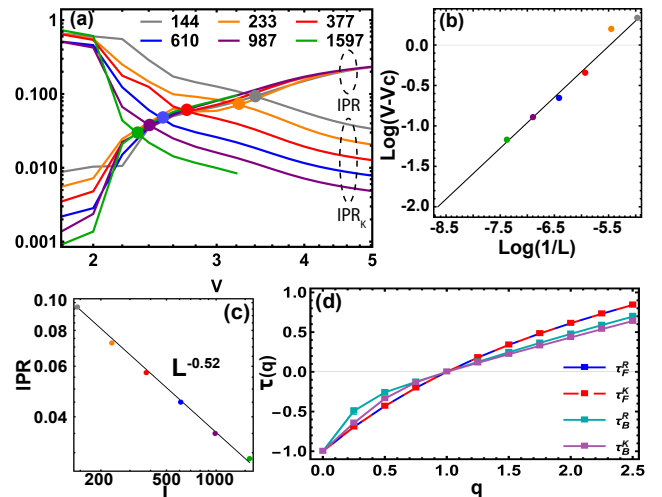 (a)
144 233 377
610 987 1597
0.100
0.010
0.001
IPR
IPR_K
2 3 4 5
V
(b)
Log(V-Vc)
0.0
-0.5
-1.0
-1.5
-2.0
-8.5 -7.5 -6.5 -5.5
Log(1/L)
(c)
IPR
0.10
0.08
0.06
0.04
L^-0.52
200 500 1000
(d)
τ(q)
1.0
0.5
0.0
-0.5
-1.0
τ_F^R
τ_F^K
τ_B^R
τ_B^K
0.0 0.5 1.0 1.5 2.0 2.5
q